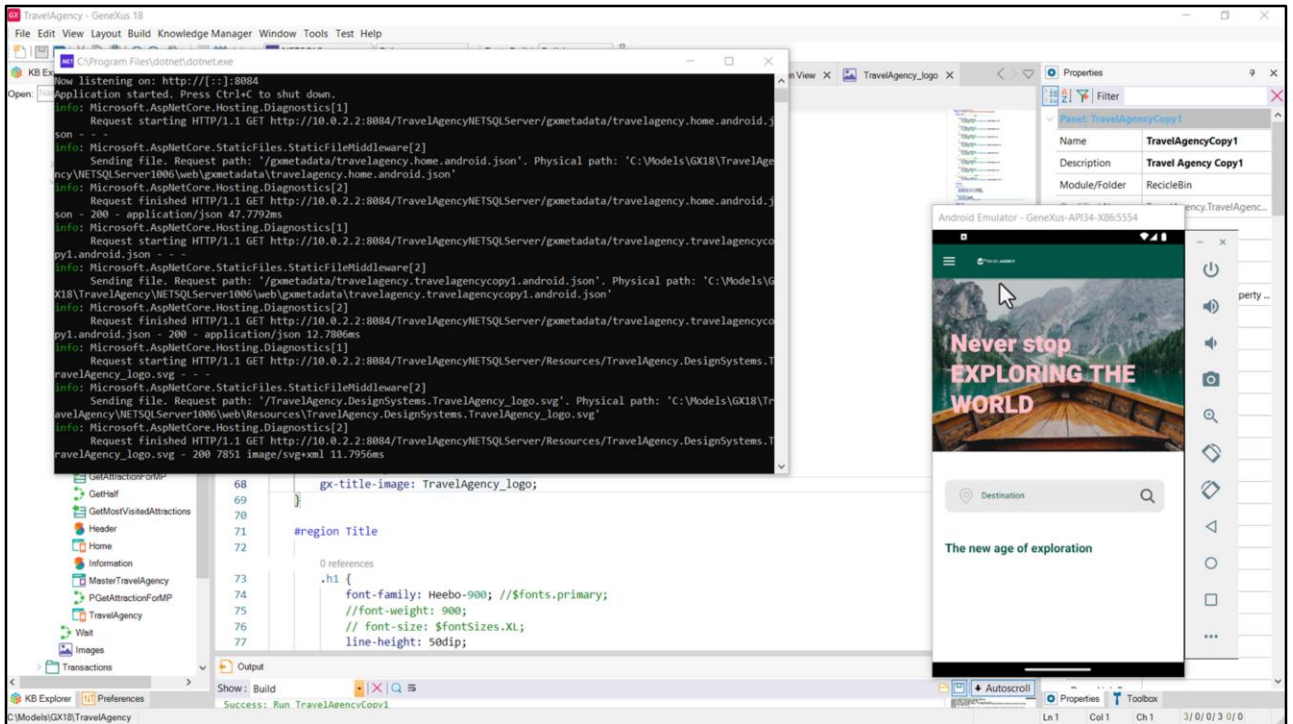 TravelAgency - GeneXus 18
File Edit View Layout Build Knowledge Manager Window Tools Test Help
C:\Program Files\dotnet\dotnet.exe
Now listening on: http://[::]:8084
Application started. Press Ctrl+C to shut down.
info: Microsoft.AspNetCore.Hosting.Diagnostics[1]
Request starting HTTP/1.1 GET http://10.0.2.2:8084/TravelAgencyNETSQLServer/gxmetadata/travelagency.home.android.j
son - - -
info: Microsoft.AspNetCore.StaticFiles.StaticFileMiddleware[2]
Sending file. Request path: '/gxmetadata/travelagency.home.android.json'. Physical path: 'C:\Models\GX18\TravelAge
ncy\NETSQLServer1006\web\gxmetadata\travelagency.home.android.json'
info: Microsoft.AspNetCore.Hosting.Diagnostics[2]
Request finished HTTP/1.1 GET http://10.0.2.2:8084/TravelAgencyNETSQLServer/gxmetadata/travelagency.home.android.j
son - 200 - application/json 47.7792ms
info: Microsoft.AspNetCore.Hosting.Diagnostics[1]
Request starting HTTP/1.1 GET http://10.0.2.2:8084/TravelAgencyNETSQLServer/gxmetadata/travelagency.travelagencyco
py1.android.json - - -
info: Microsoft.AspNetCore.StaticFiles.StaticFileMiddleware[2]
Sending file. Request path: '/gxmetadata/travelagency.travelagencycopy1.android.json'. Physical path: 'C:\Models\G
X18\TravelAgency\NETSQLServer1006\web\gxmetadata\travelagency.travelagencycopy1.android.json'
info: Microsoft.AspNetCore.Hosting.Diagnostics[2]
Request finished HTTP/1.1 GET http://10.0.2.2:8084/TravelAgencyNETSQLServer/gxmetadata/travelagency.travelagencyco
py1.android.json - 200 - application/json 12.7806ms
info: Microsoft.AspNetCore.Hosting.Diagnostics[1]
Request starting HTTP/1.1 GET http://10.0.2.2:8084/TravelAgencyNETSQLServer/Resources/TravelAgency.DesignSystems.T
ravelAgency_logo.svg - - -
info: Microsoft.AspNetCore.StaticFiles.StaticFileMiddleware[2]
Sending file. Request path: '/TravelAgency.DesignSystems.TravelAgency_logo.svg'. Physical path: 'C:\Models\GX18\Tr
avelAgency\NETSQLServer1006\web\Resources\TravelAgency.DesignSystems.TravelAgency_logo.svg'
info: Microsoft.AspNetCore.Hosting.Diagnostics[2]
Request finished HTTP/1.1 GET http://10.0.2.2:8084/TravelAgencyNETSQLServer/Resources/TravelAgency.DesignSystems.T
ravelAgency_logo.svg - 200 7851 image/svg+xml 11.7956ms
KB Ex
Open:
n View X
TravelAgency_logo X
Properties
Filter
Panel: TravelAgencyCopy1
Name TravelAgencyCopy1
Description Travel Agency Copy1
Module/Folder RecicleBin
ency.TravelAgenc...
perty ...
Android Emulator - GeneXus-API34-X86:5554
TRAVEL AGENCY
Never stop
EXPLORING THE
WORLD
Destination
The new age of exploration
GetAttractionForMP
GetHalf
GetMostVisitedAttractions
Header
Home
Information
MasterTravelAgency
PGetAttractionForMP
TravelAgency
Wait
Images
Transactions
68 gx-title-image: TravelAgency_logo;
69 }
70
71 #region Title
72
0 references
73 .h1 {
74 font-family: Heebo-900; //$fonts.primary;
75 //font-weight: 900;
76 // font-size: $fontSizes.XL;
77 line-height: 50dip;
Output
Show: Build
Autoscroll
Success: Run TravelAgencyCopy1
KB Explorer Preferences
Properties Toolbox
C:\Models\GX18\TravelAgency
Ln 1 Col 1 Ch 1 3/0/0/3 0/0